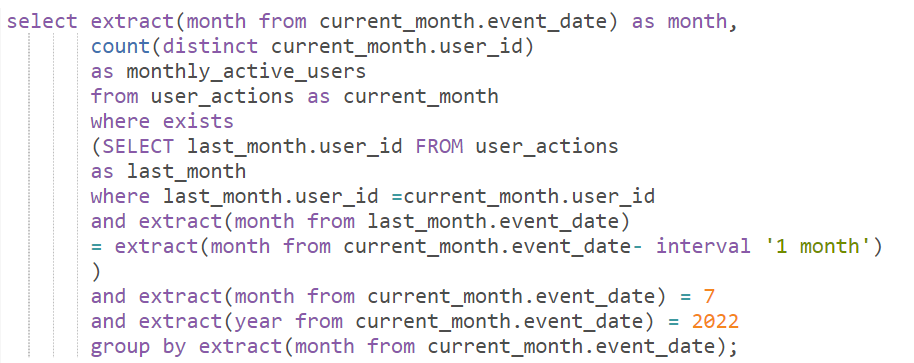 select extract(month from current_month.event_date) as month,
count(distinct current_month.user_id)
as monthly_active_users
from user_actions as current_month
where exists
(SELECT last_month.user_id FROM user_actions
as last_month
where last_month.user_id =current_month.user_id
and extract(month from last_month.event_date)
= extract(month from current_month.event_date- interval '1 month')
)
and extract(month from current_month.event_date) = 7
and extract(year from current_month.event_date) = 2022
group by extract(month from current_month.event_date);